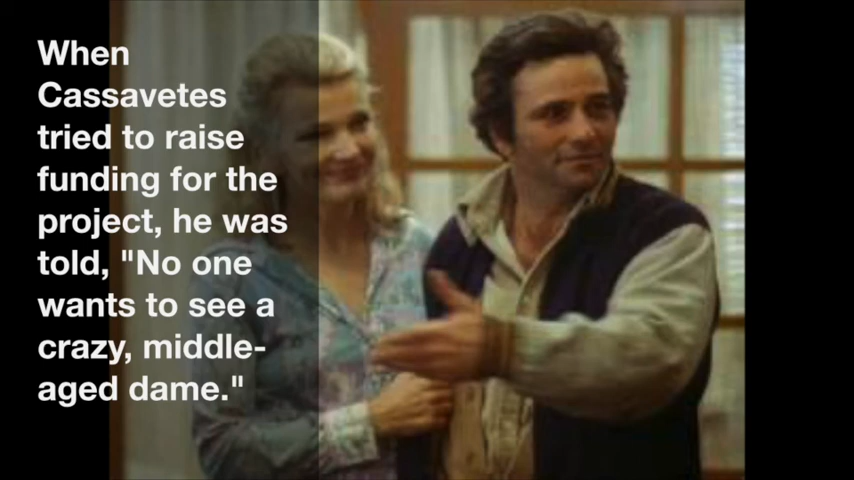 When
Cassavetes
tried to raise
funding for the
project, he was
told, "No one
wants to see a
crazy, middle-
aged dame."